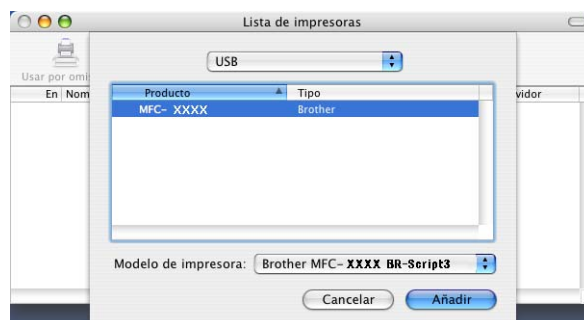 Lista de impresoras
USB
Usar por omi
En Nom
vidor
Producto Tipo
MFC- XXXX Brother
Modelo de impresora: Brother MFC- XXXX BR-Script3
Cancelar Añadir